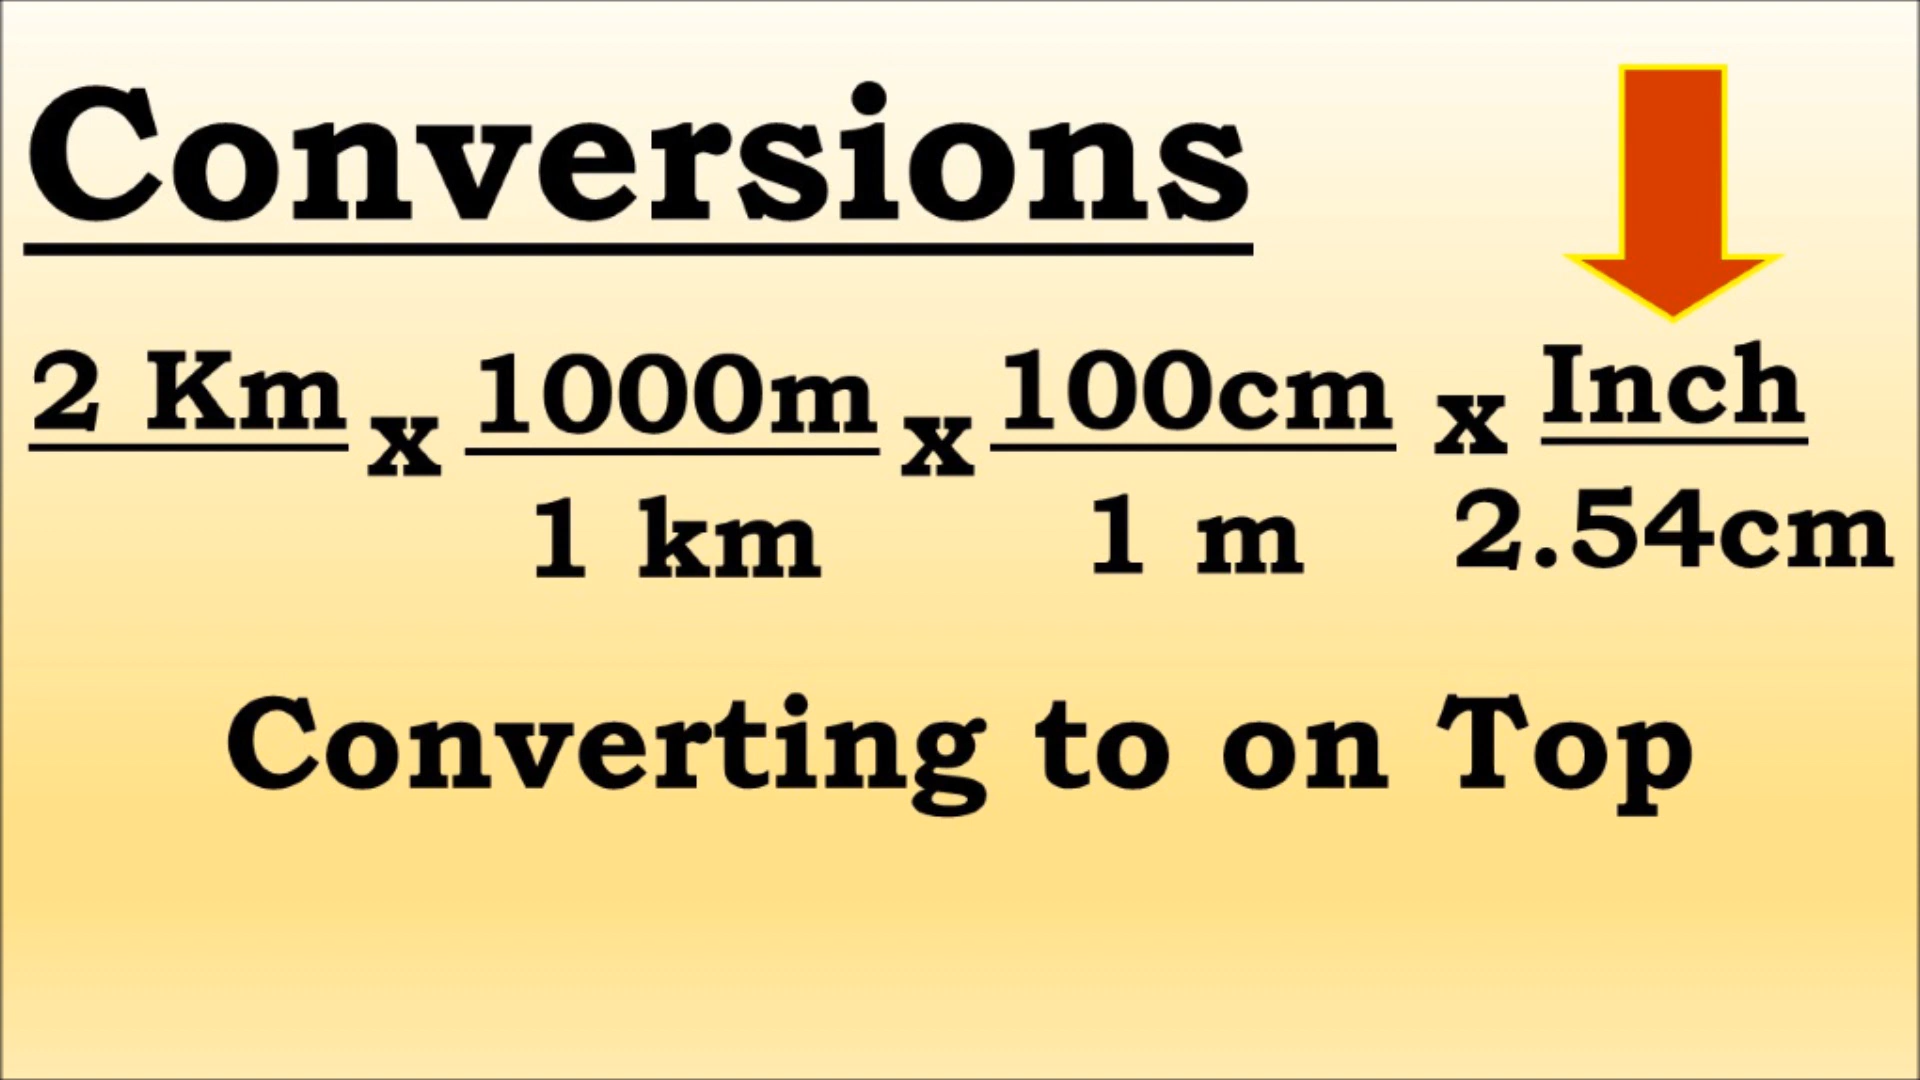 Conversions
2 Km x 1000m x 100cm x Inch
1 km 1 m 2.54cm
Converting to on Top